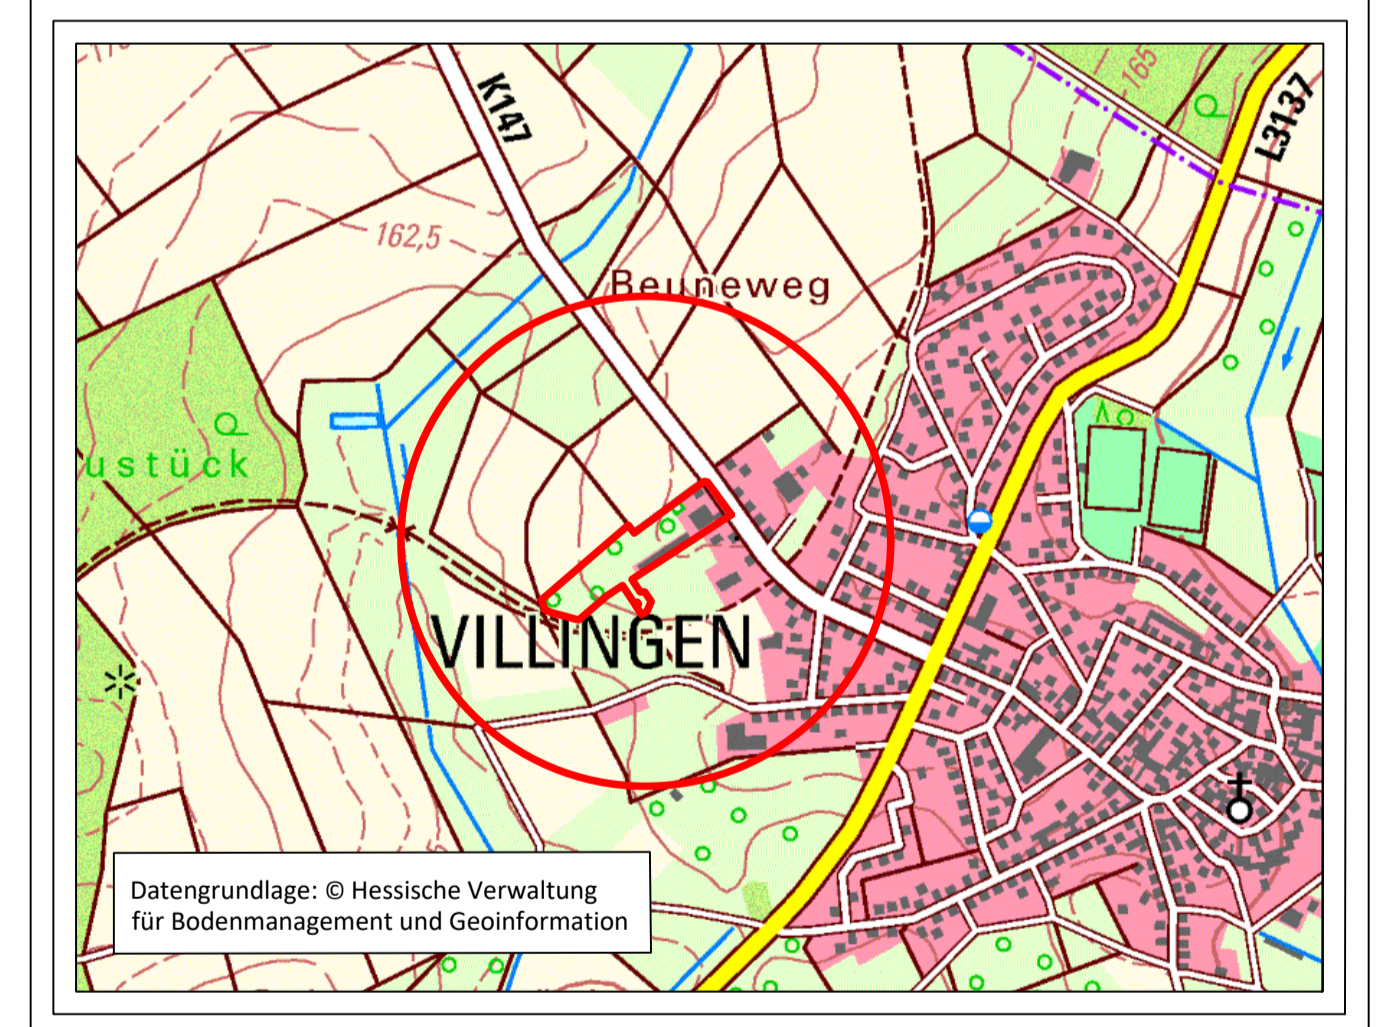 K147
165
L3137
162,5
Beuneweg
ustück
VILLINGEN
Datengrundlage: © Hessische Verwaltung
für Bodenmanagement und Geoinformation